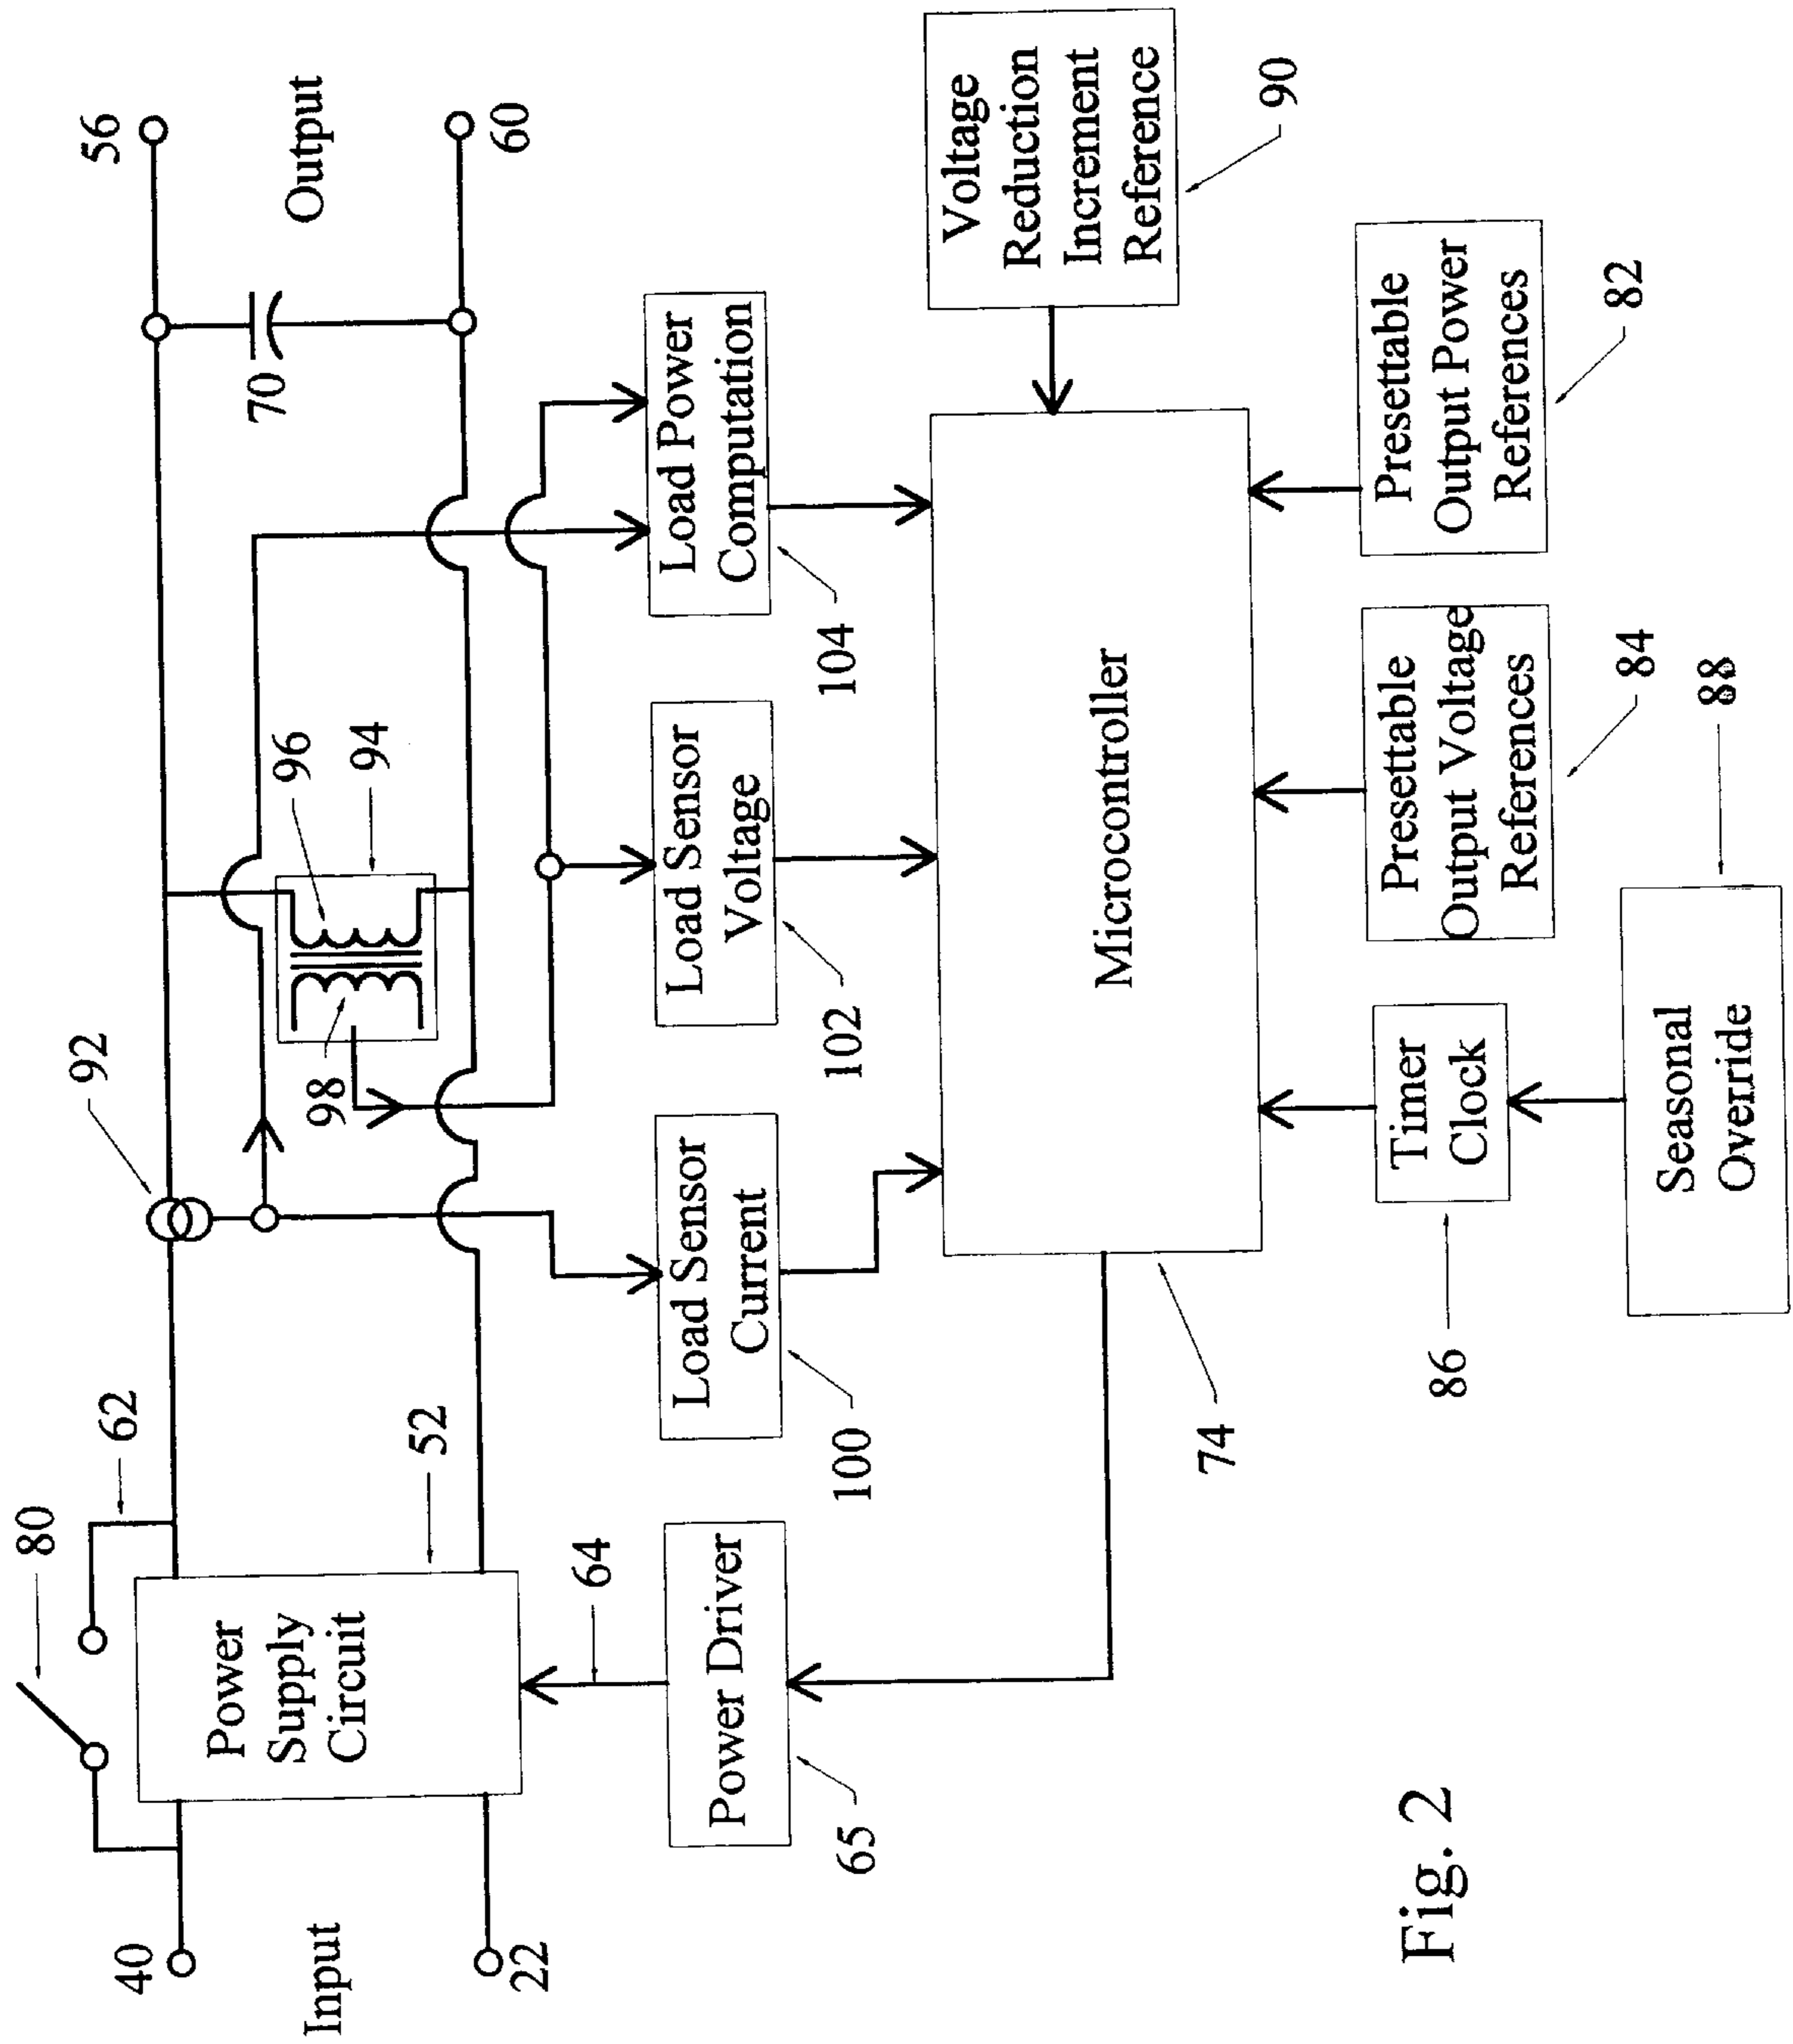 80
62
92
56
40
Input
22
Power
Supply
Circuit
52
98
96
94
70
Output
60
64
Power Driver
65
Load Sensor
Current
100
Load Sensor
Voltage
102
Load Power
Computation
104
Microcontroller
74
Voltage
Reduction
Increment
Reference
90
Timer
Clock
86
Presettable
Output Voltage
References
84
Presettable
Output Power
References
82
Seasonal
Override
88
Fig. 2